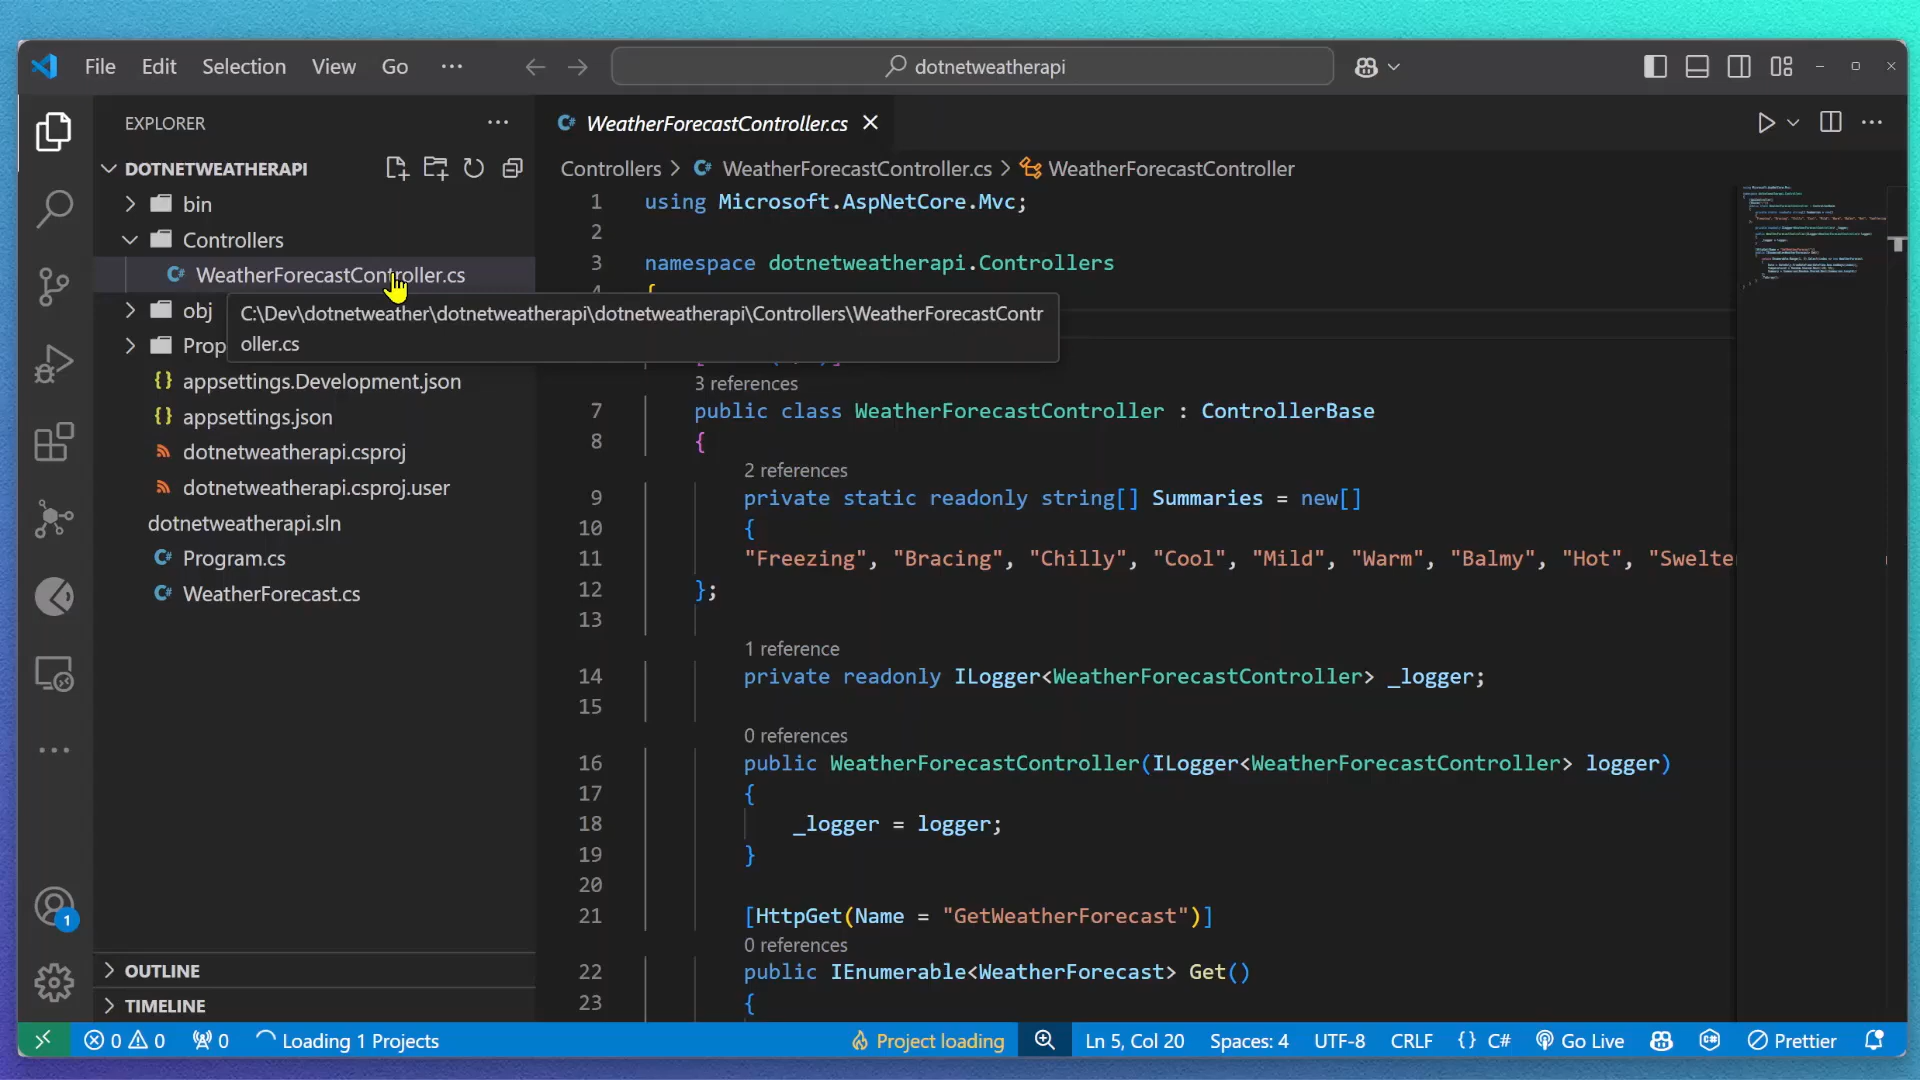 File Edit Selection View Go ··· dotnetweatherapi
EXPLORER
DOTNETWEATHERAPI
bin
Controllers
WeatherForecastController.cs
obj
Prop
appsettings.Development.json
appsettings.json
dotnetweatherapi.csproj
dotnetweatherapi.csproj.user
dotnetweatherapi.sln
Program.cs
WeatherForecast.cs
OUTLINE
TIMELINE
1
C:\Dev\dotnetweather\dotnetweatherapi\dotnetweatherapi\Controllers\WeatherForecastContr
oller.cs
WeatherForecastController.cs
Controllers > WeatherForecastController.cs > WeatherForecastController
1 using Microsoft.AspNetCore.Mvc;
2
3 namespace dotnetweatherapi.Controllers
4 {
3 references
7 public class WeatherForecastController : ControllerBase
8 {
2 references
9 private static readonly string[] Summaries = new[]
10 {
11 "Freezing", "Bracing", "Chilly", "Cool", "Mild", "Warm", "Balmy", "Hot", "Swelte
12 };
13
1 reference
14 private readonly ILogger<WeatherForecastController> _logger;
15
0 references
16 public WeatherForecastController(ILogger<WeatherForecastController> logger)
17 {
18 _logger = logger;
19 }
20
21 [HttpGet(Name = "GetWeatherForecast")]
0 references
22 public IEnumerable<WeatherForecast> Get()
23 {
0 0 0 Loading 1 Projects Project loading Ln 5, Col 20 Spaces: 4 UTF-8 CRLF {} C# Go Live Prettier